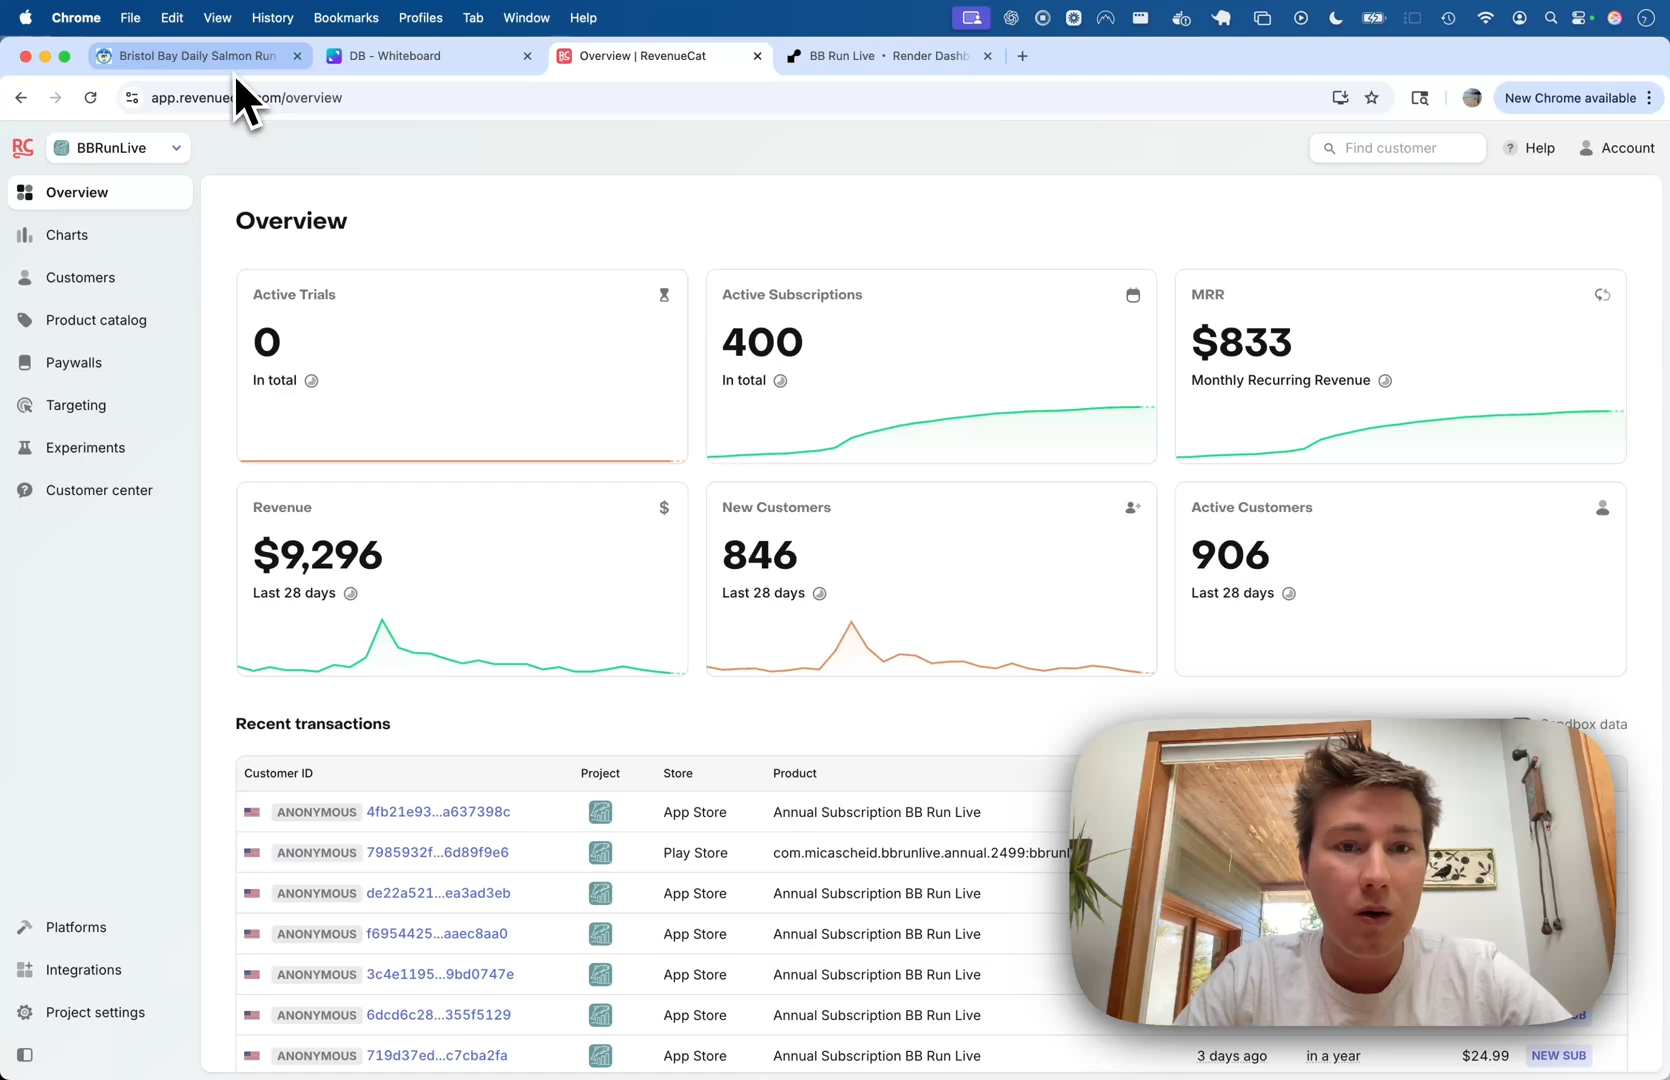 Chrome File Edit View History Bookmarks Profiles Tab Window Help
Bristol Bay Daily Salmon Run
DB - Whiteboard
Overview | RevenueCat
BB Run Live • Render Dashb
om/overview
New Chrome available
RC BBRunLive
Find customer
Help
Account
Overview
Charts
Customers
Product catalog
Paywalls
Targeting
Experiments
Customer center
Platforms
Integrations
Project settings
Overview
Active Trials
0
In total
Active Subscriptions
400
In total
MRR
$833
Monthly Recurring Revenue
Revenue
$9,296
Last 28 days
New Customers
846
Last 28 days
Active Customers
906
Last 28 days
Recent transactions
data
Customer ID Project Store Product
ANONYMOUS 4fb21e93...a637398c App Store Annual Subscription BB Run Live
ANONYMOUS 7985932f...6d89f9e6 Play Store com.micascheid.bbrunlive.annual.2499:bbrunl
ANONYMOUS de22a521...ea3ad3eb App Store Annual Subscription BB Run Live
ANONYMOUS f6954425...aaec8aa0 App Store Annual Subscription BB Run Live
ANONYMOUS 3c4e1195...9bd0747e App Store Annual Subscription BB Run Live
ANONYMOUS 6dcd6c28...355f5129 App Store Annual Subscription BB Run Live
ANONYMOUS 719d37ed...c7cba2fa App Store Annual Subscription BB Run Live 3 days ago in a year $24.99 NEW SUB